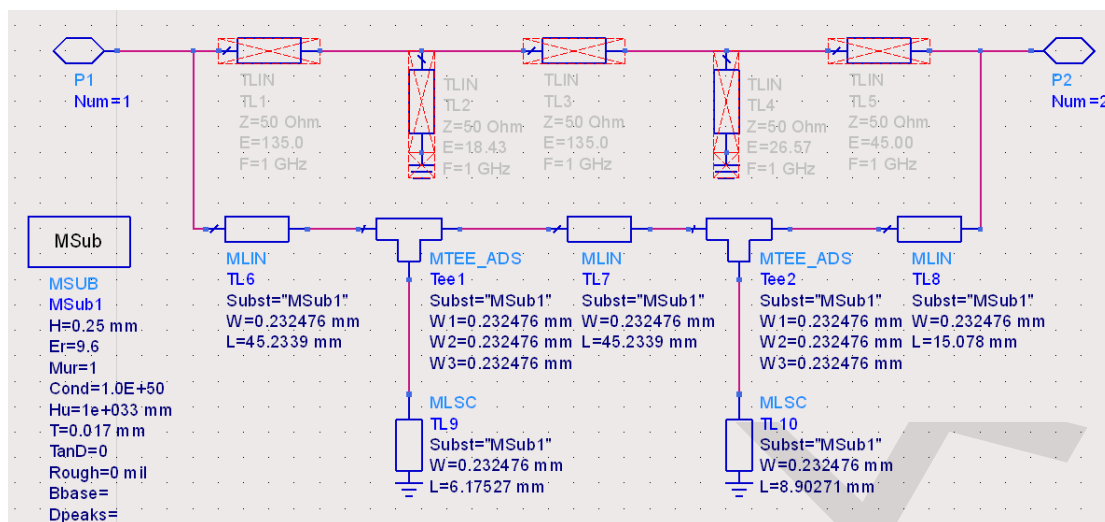 P1
Num=1
TLIN
TL1
Z=50 Ohm
E=135.0
F=1 GHz
TLIN
TL2
Z=50 Ohm
E=18.43
F=1 GHz
TLIN
TL3
Z=50 Ohm
E=135.0
F=1 GHz
TLIN
TL4
Z=50 Ohm
E=26.57
F=1 GHz
TLIN
TL5
Z=50 Ohm
E=45.00
F=1 GHz
P2
Num=2
MSub
MSUB
MSub1
H=0.25 mm
Er=9.6
Mur=1
Cond=1.0E+50
Hu=1e+033 mm
T=0.017 mm
TanD=0
Rough=0 mil
Bbase=
Dpeaks=
MLIN
TL6
Subst="MSub1"
W=0.232476 mm
L=45.2339 mm
MTEE_ADS
Tee1
Subst="MSub1"
W1=0.232476 mm
W2=0.232476 mm
W3=0.232476 mm
MLIN
TL7
Subst="MSub1"
W=0.232476 mm
L=45.2339 mm
MTEE_ADS
Tee2
Subst="MSub1"
W1=0.232476 mm
W2=0.232476 mm
W3=0.232476 mm
MLIN
TL8
Subst="MSub1"
W=0.232476 mm
L=15.078 mm
MLSC
TL9
Subst="MSub1"
W=0.232476 mm
L=6.17527 mm
MLSC
TL10
Subst="MSub1"
W=0.232476 mm
L=8.90271 mm